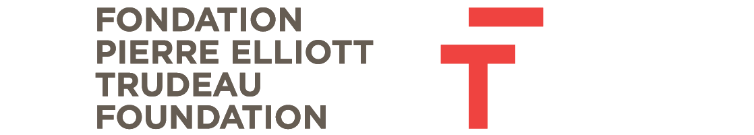 FONDATION
PIERRE ELLIOTT
TRUDEAU
FOUNDATION